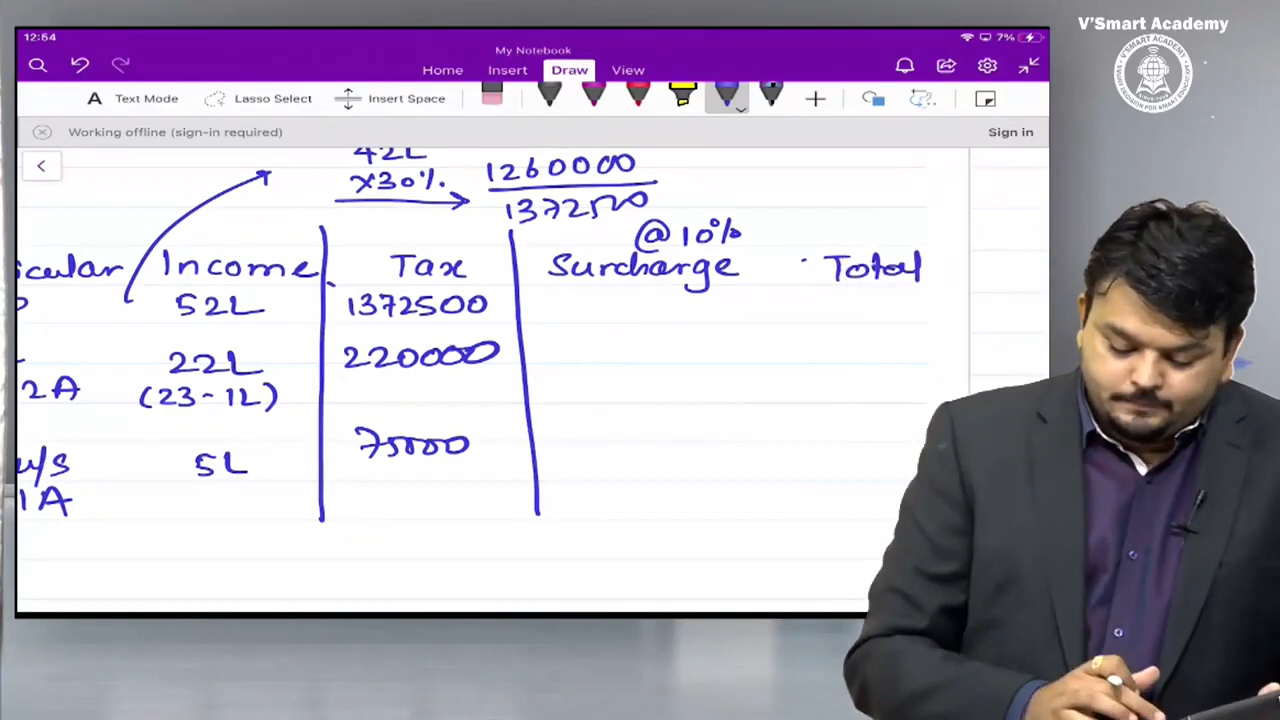 V'Smart Academy
12:54
7%
My Notebook
Home Insert Draw View
A Text Mode Lasso Select Insert Space
Working offline (sign-in required) Sign in
42L
x30%. 1260000
1372500
@ 10%
icular Income Tax Surcharge Total
52L 1372500
22L 220000
2A (23-1L)
u/s 5L 75000
1A